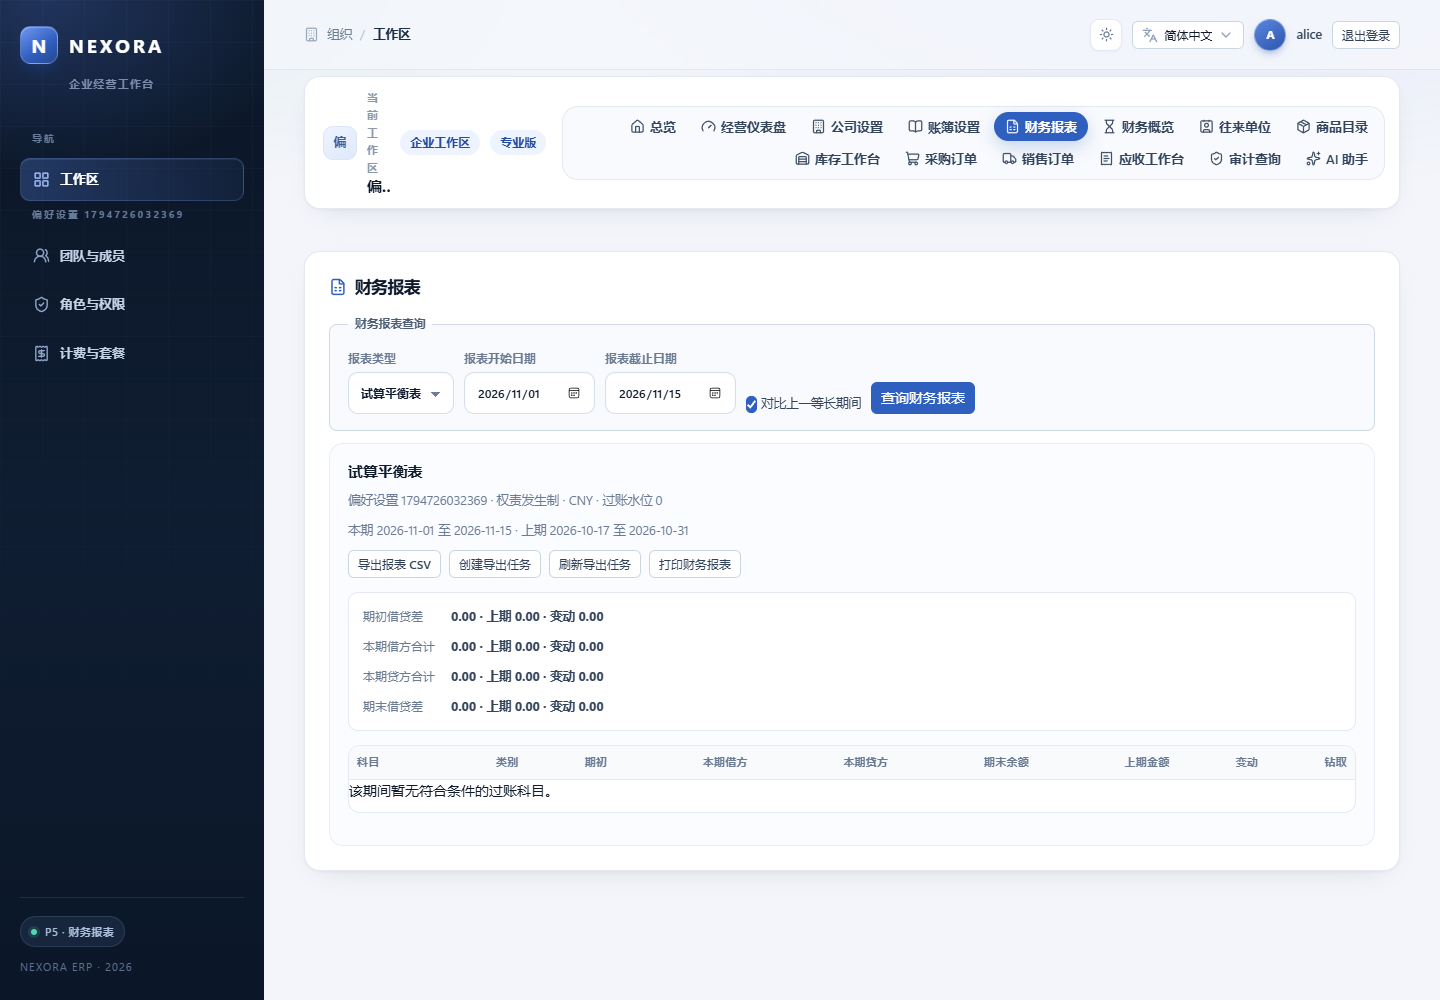 N NEXORA
企业经营工作台
导航
工作区
偏好设置 1794726032369
团队与成员
角色与权限
计费与套餐
P5 · 财务报表
NEXORA ERP · 2026
组织 / 工作区
简体中文
A alice
退出登录
偏
当前工作区
偏..
企业工作区
专业版
总览 经营仪表盘 公司设置 账簿设置 财务报表 财务概览 往来单位 商品目录
库存工作台 采购订单 销售订单 应收工作台 审计查询 AI 助手
财务报表
财务报表查询
报表类型 报表开始日期 报表截止日期
试算平衡表 2026/11/01 2026/11/15 对比上一等长期间 查询财务报表
试算平衡表
偏好设置 1794726032369 · 权责发生制 · CNY · 过账水位 0
本期 2026-11-01 至 2026-11-15 · 上期 2026-10-17 至 2026-10-31
导出报表 CSV 创建导出任务 刷新导出任务 打印财务报表
期初借贷差 0.00 · 上期 0.00 · 变动 0.00
本期借方合计 0.00 · 上期 0.00 · 变动 0.00
本期贷方合计 0.00 · 上期 0.00 · 变动 0.00
期末借贷差 0.00 · 上期 0.00 · 变动 0.00
科目 类别 期初 本期借方 本期贷方 期末余额 上期金额 变动 钻取
该期间暂无符合条件的过账科目。